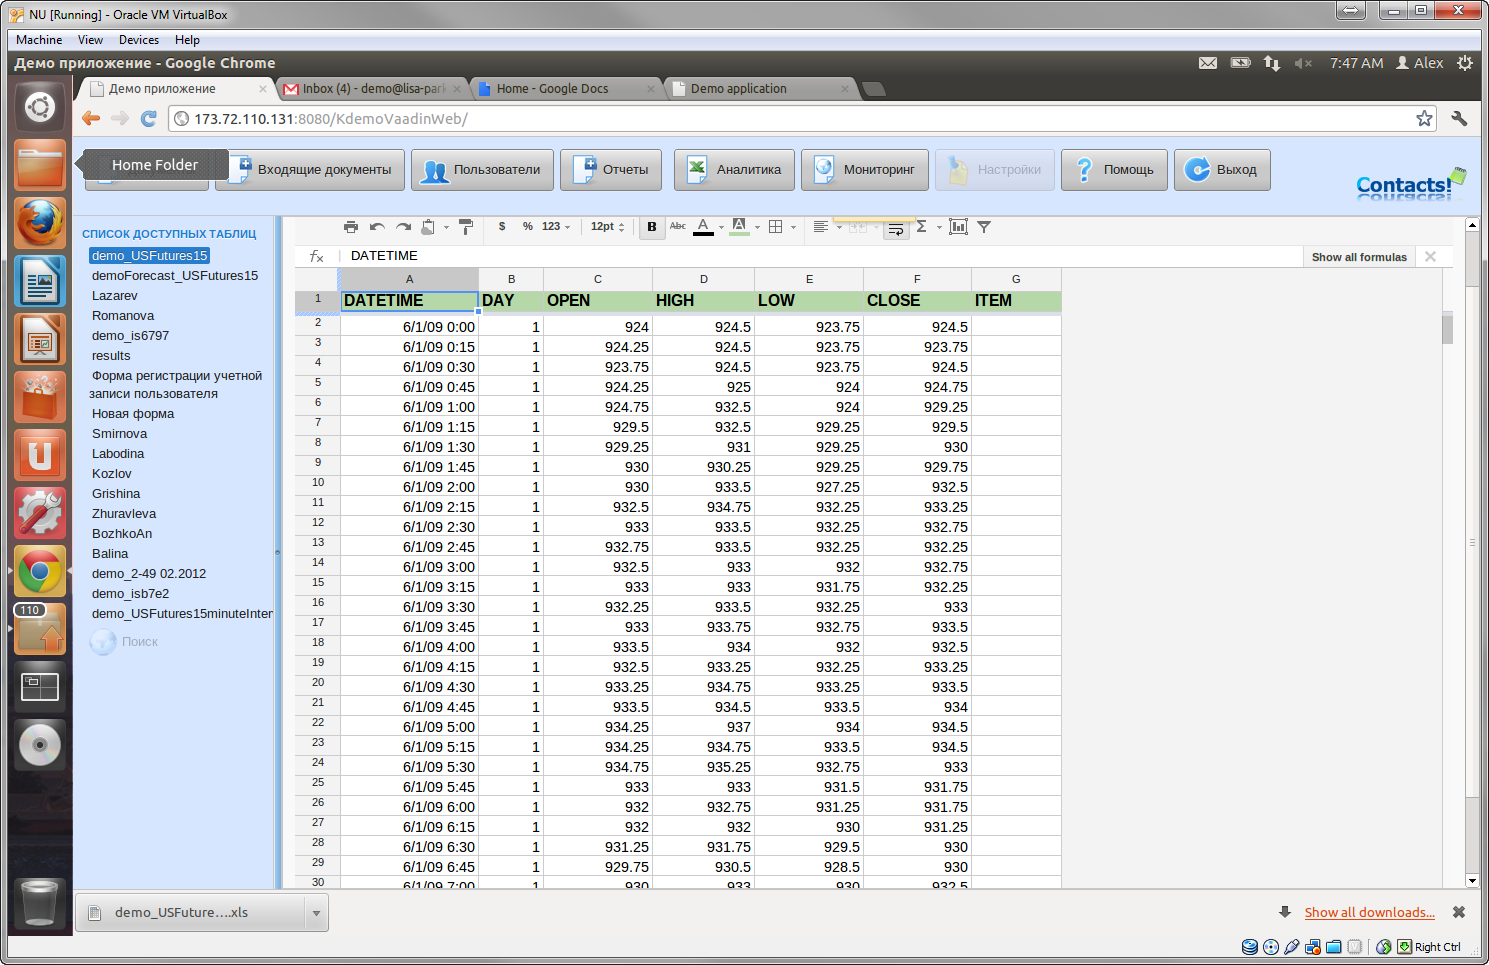 NU [Running] - Oracle VM VirtualBox
Machine View Devices Help
Демо приложение - Google Chrome
7:47 AM Alex
Демо приложение
Inbox (4) - demo@lisa-park
Home - Google Docs
Demo application
173.72.110.131:8080/KdemoVaadinWeb/
Home Folder
Входящие документы
Пользователи
Отчеты
Аналитика
Мониторинг
Настройки
Помощь
Выход
Contacts!
СПИСОК ДОСТУПНЫХ ТАБЛИЦ
demo_USFutures15
demoForecast_USFutures15
Lazarev
Romanova
demo_is6797
results
Форма регистрации учетной
записи пользователя
Новая форма
Smirnova
Labodina
Kozlov
Grishina
Zhuravleva
BozhkoAn
Balina
demo_2-49 02.2012
demo_isb7e2
demo_USFutures15minuteInter
Поиск
$ % 123 12pt B Abc A A Σ
fx DATETIME Show all formulas
A B C D E F G
1 DATETIME DAY OPEN HIGH LOW CLOSE ITEM
2 6/1/09 0:00 1 924 924.5 923.75 924.5
3 6/1/09 0:15 1 924.25 924.5 923.75 923.75
4 6/1/09 0:30 1 923.75 924.5 923.75 924.5
5 6/1/09 0:45 1 924.25 925 924 924.75
6 6/1/09 1:00 1 924.75 932.5 924 929.25
7 6/1/09 1:15 1 929.5 932.5 929.25 929.5
8 6/1/09 1:30 1 929.25 931 929.25 930
9 6/1/09 1:45 1 930 930.25 929.25 929.75
10 6/1/09 2:00 1 930 933.5 927.25 932.5
11 6/1/09 2:15 1 932.5 934.75 932.25 933.25
12 6/1/09 2:30 1 933 933.5 932.25 932.75
13 6/1/09 2:45 1 932.75 933.5 932.25 932.25
14 6/1/09 3:00 1 932.5 933 932 932.75
15 6/1/09 3:15 1 933 933 931.75 932.25
16 6/1/09 3:30 1 932.25 933.5 932.25 933
17 6/1/09 3:45 1 933 933.75 932.75 933.5
18 6/1/09 4:00 1 933.5 934 932 932.5
19 6/1/09 4:15 1 932.5 933.25 932.25 933.25
20 6/1/09 4:30 1 933.25 934.75 933.25 933.5
21 6/1/09 4:45 1 933.5 934.5 933.5 934
22 6/1/09 5:00 1 934.25 937 934 934.5
23 6/1/09 5:15 1 934.25 934.75 933.5 934.5
24 6/1/09 5:30 1 934.75 935.25 932.75 933
25 6/1/09 5:45 1 933 933 931.5 931.75
26 6/1/09 6:00 1 932 932.75 931.25 931.75
27 6/1/09 6:15 1 932 932 930 931.25
28 6/1/09 6:30 1 931.25 931.75 929.5 930
29 6/1/09 6:45 1 929.75 930.5 928.5 930
30 6/1/09 7:00 1 930 933 930 932.5
110
demo_USFuture....xls
Show all downloads...
Right Ctrl